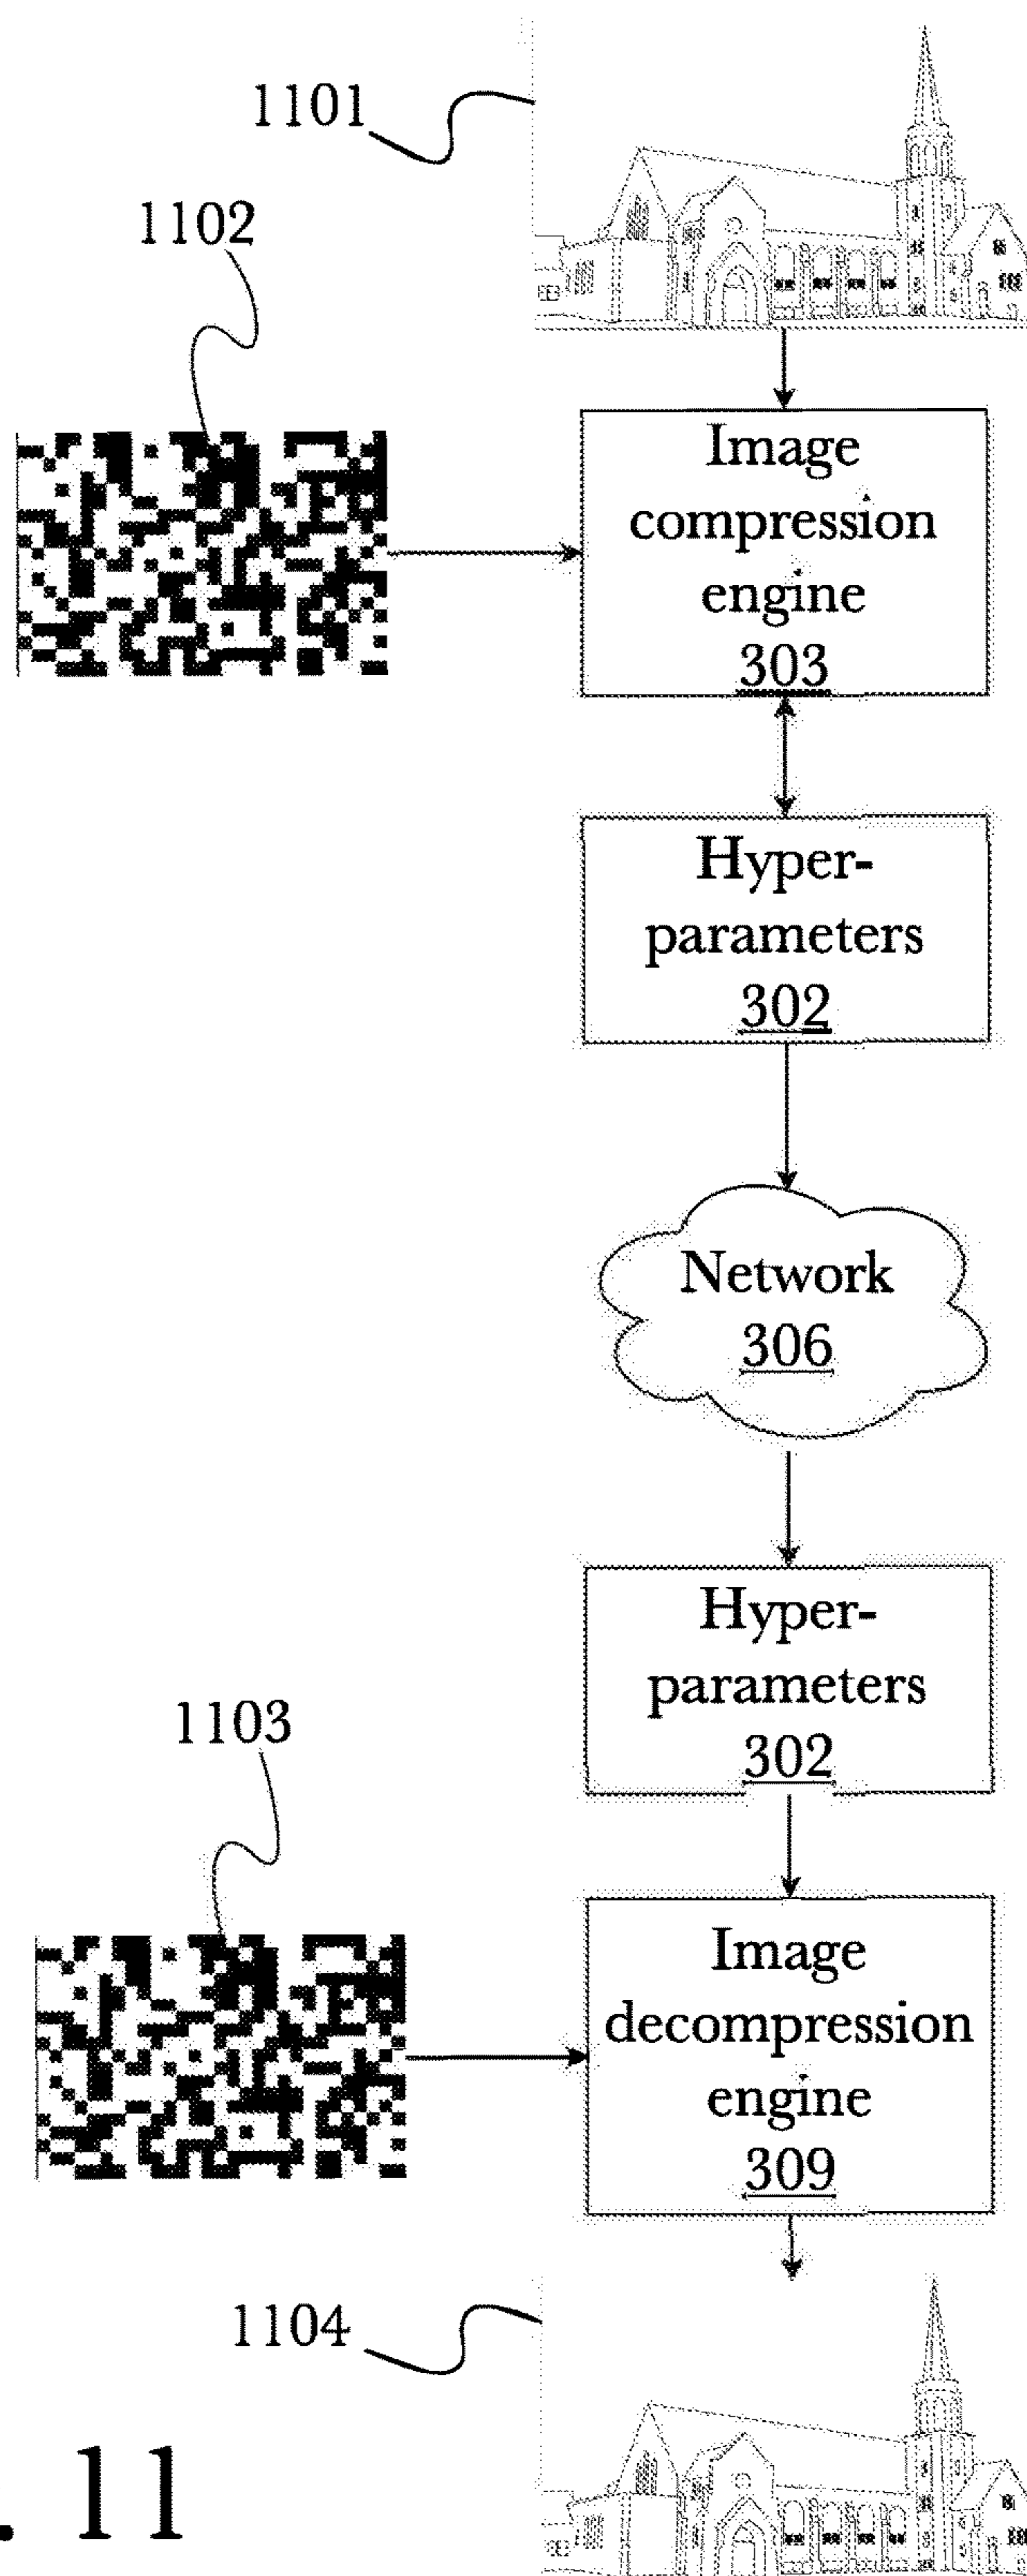 1101
1102
Image
compression
engine
303
Hyper-
parameters
302
Network
306
Hyper-
parameters
302
1103
Image
decompression
engine
309
1104
. 11